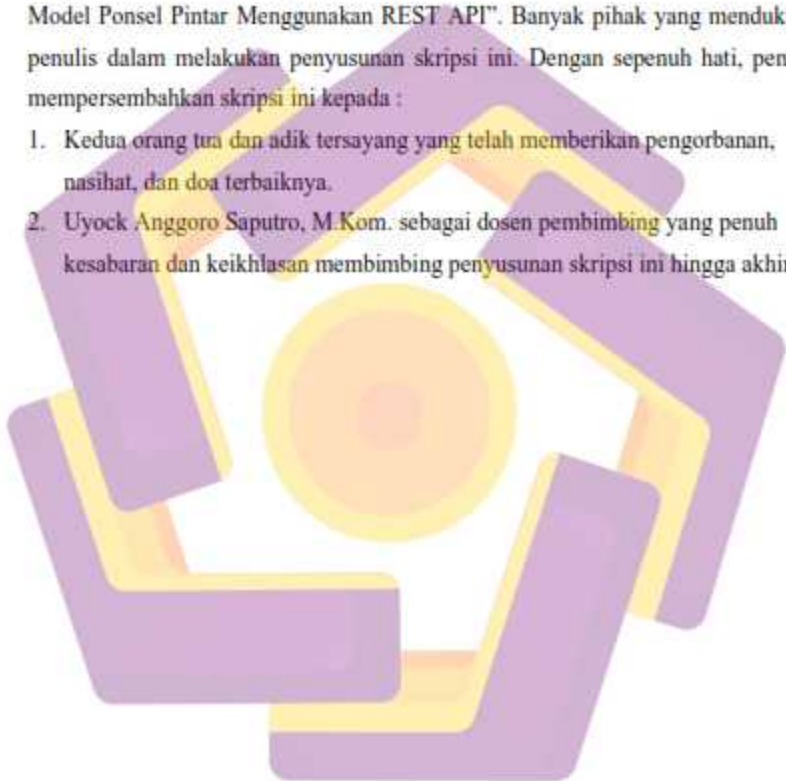 Model Ponsel Pintar Menggunakan REST API”. Banyak pihak yang menduk
penulis dalam melakukan penyusunan skripsi ini. Dengan sepenuh hati, pen
mempersembahkan skripsi ini kepada :
1. Kedua orang tua dan adik tersayang yang telah memberikan pengorbanan,
nasihat, dan doa terbaiknya.
2. Uyock Anggoro Saputro, M.Kom. sebagai dosen pembimbing yang penuh
kesabaran dan keikhlasan membimbing penyusunan skripsi ini hingga akhir